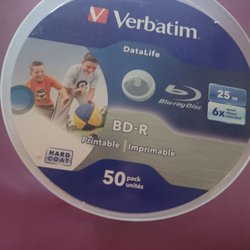 Verbatim
DataLife
Blu-ray Disc
25 GB
6x
BD-R
Printable | Imprimable
HARD
COAT
50 pack
unités